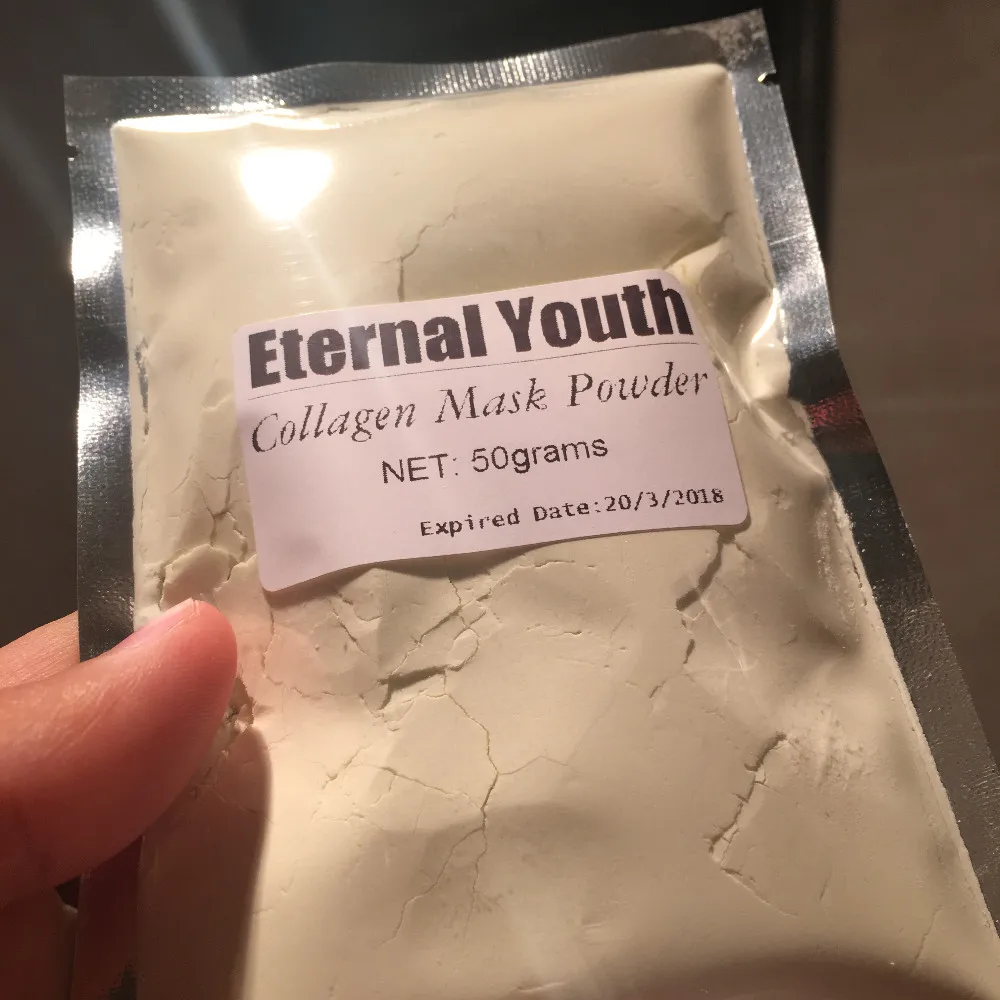 Eternal Youth
Collagen Mask Powder
NET: 50grams
Expired Date:20/3/2018